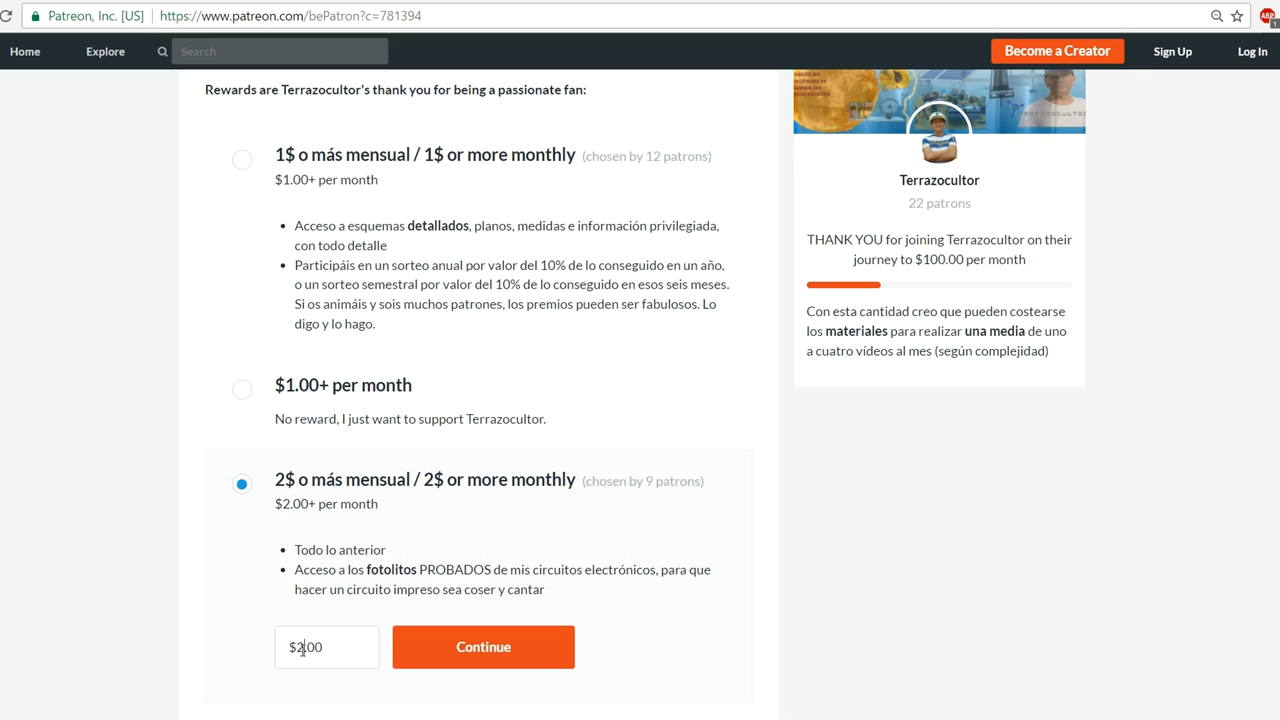 Patreon, Inc. [US] https://www.patreon.com/bePatron?c=781394
ABP
1
Home Explore Search Become a Creator Sign Up Log In
Rewards are Terrazocultor's thank you for being a passionate fan:
1$ o más mensual / 1$ or more monthly (chosen by 12 patrons)
$1.00+ per month
• Acceso a esquemas detallados, planos, medidas e información privilegiada,
con todo detalle
• Participáis en un sorteo anual por valor del 10% de lo conseguido en un año,
o un sorteo semestral por valor del 10% de lo conseguido en esos seis meses.
Si os animáis y sois muchos patrones, los premios pueden ser fabulosos. Lo
digo y lo hago.
$1.00+ per month
No reward, I just want to support Terrazocultor.
2$ o más mensual / 2$ or more monthly (chosen by 9 patrons)
$2.00+ per month
• Todo lo anterior
• Acceso a los fotolitos PROBADOS de mis circuitos electrónicos, para que
hacer un circuito impreso sea coser y cantar
$2.00 Continue
Terrazocultor
22 patrons
THANK YOU for joining Terrazocultor on their
journey to $100.00 per month
Con esta cantidad creo que pueden costearse
los materiales para realizar una media de uno
a cuatro vídeos al mes (según complejidad)